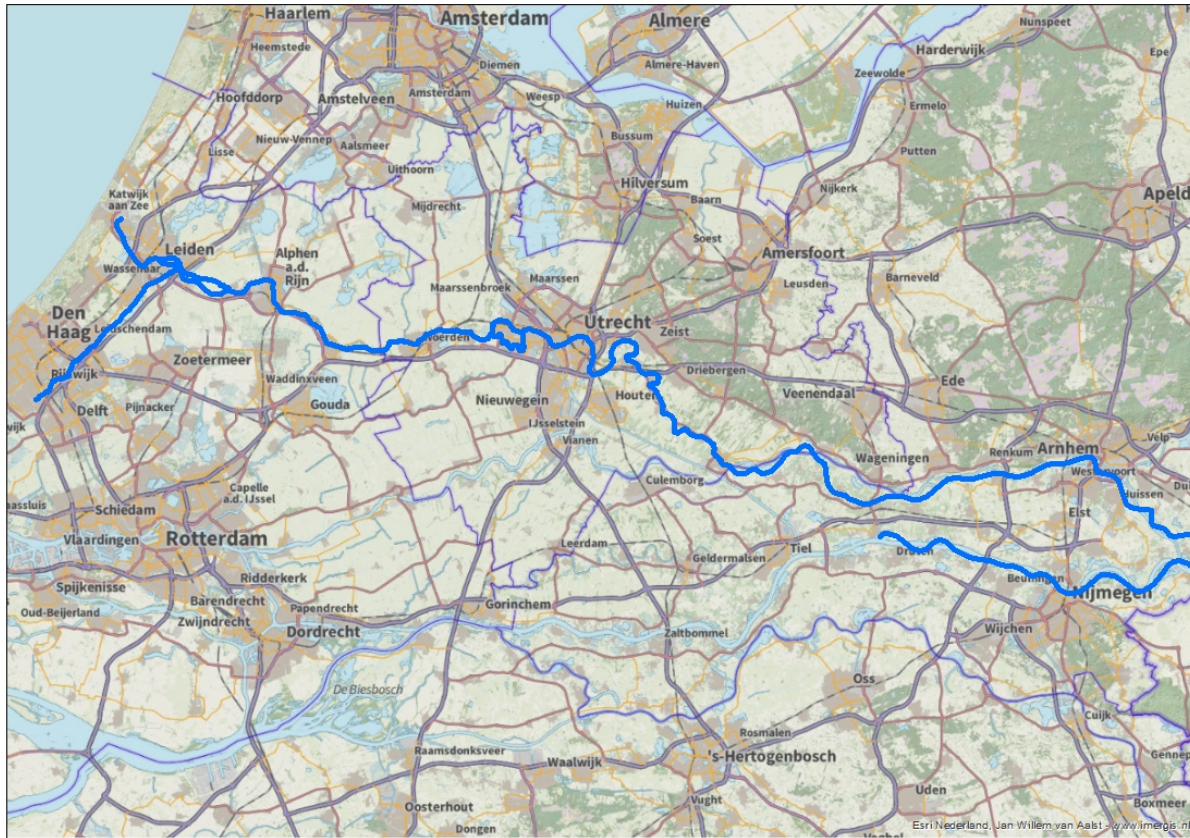 Haarlem
Amsterdam
Almere
Nunspeet
Heemstede
Diemen
Almere-Haven
Harderwijk
Epe
Zeewolde
Hoofddorp
Amstelveen
Amsterdam
Weesp
Huizen
Ermelo
Nieuw-Vennep
Aalsmeer
Bussum
Lisse
Putten
Uithoorn
Hilversum
Nijkerk
Katwijk
aan Zee
Mijdrecht
Baarn
Apeld
Soest
Leiden
Alphen
a.d.
Rijn
Amersfoort
Wassenaar
Maarssen
Barneveld
Maarssenbroek
Leusden
Den
Haag
Leidschendam
Utrecht
Zeist
Woerden
Zoetermeer
Driebergen
Rijswijk
Waddinxveen
Ede
Houten
Veenendaal
Delft
Pijnacker
Gouda
Nieuwegein
wijk
IJsselstein
Vianen
Velp
Arnhem
Renkum
Wageningen
Westervoort
Culemborg
Capelle
a.d. IJssel
Dui
Huissen
aassluis
Schiedam
Elst
Vlaardingen
Rotterdam
Leerdam
Tiel
Druten
Geldermalsen
Spijkenisse
Ridderkerk
Beuningen
Nijmegen
Oud-Beijerland
Barendrecht
Papendrecht
Gorinchem
Zwijndrecht
Dordrecht
Zaltbommel
Wijchen
De Biesbosch
Oss
Cuijk
Rosmalen
Raamsdonksveer
Waalwijk
's-Hertogenbosch
Gennep
Uden
Vught
Boxmeer
Oosterhout
Dongen
Veghel
Esri Nederland, Jan Willem van Aalst - www.imergis.nl